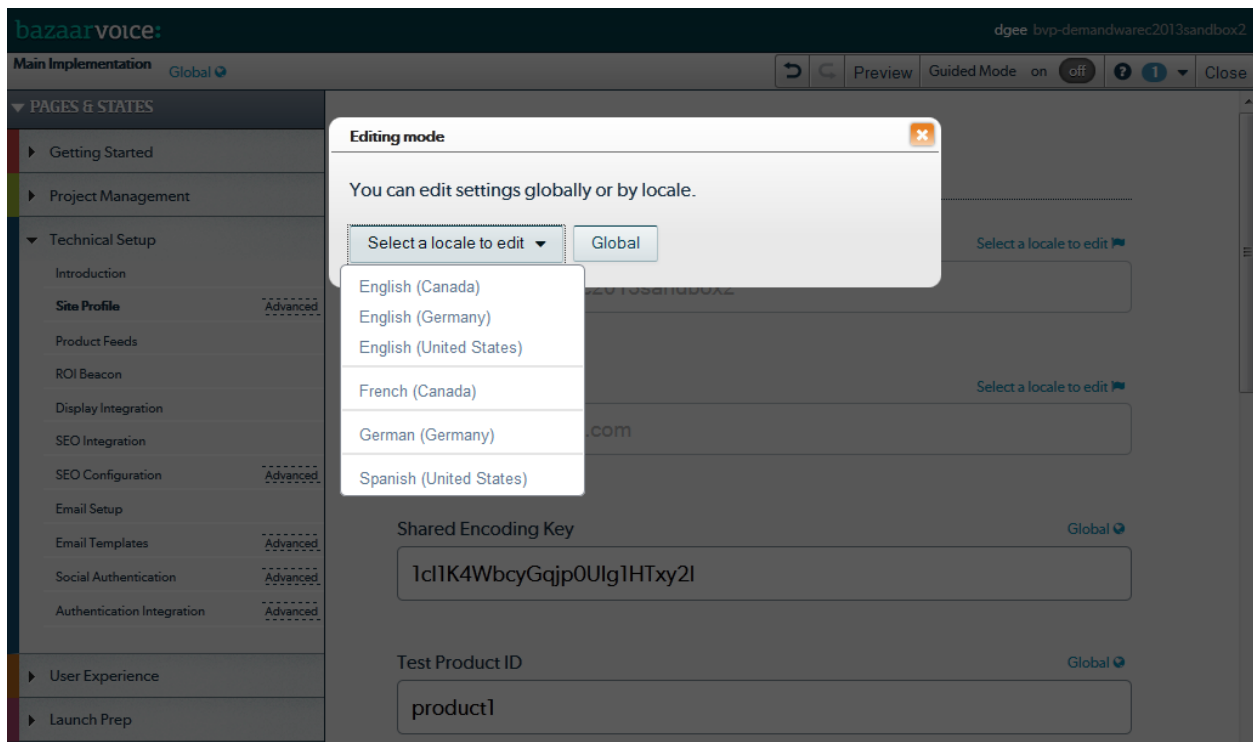 bazaarvoice:
dgee bvp-demandwarec2013sandbox2
Main Implementation Global
Preview Guided Mode on off ? 1 Close
PAGES & STATES
Getting Started
Project Management
Technical Setup
Introduction
Site Profile Advanced
Product Feeds
ROI Beacon
Display Integration
SEO Integration
SEO Configuration Advanced
Email Setup
Email Templates Advanced
Social Authentication Advanced
Authentication Integration Advanced
User Experience
Launch Prep
Editing mode
You can edit settings globally or by locale.
Select a locale to edit Global
English (Canada)
English (Germany)
English (United States)
French (Canada)
German (Germany)
Spanish (United States)
Select a locale to edit
Select a locale to edit
.com
Shared Encoding Key Global
Test Product ID Global
product1